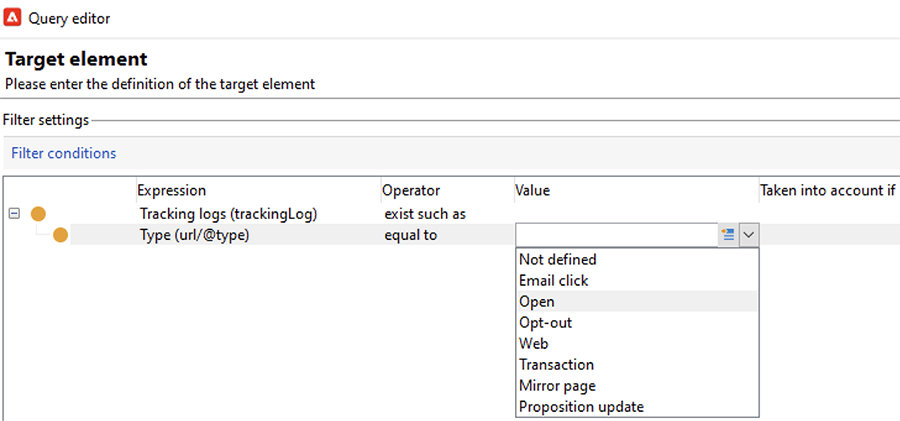 Query editor
Target element
Please enter the definition of the target element
Filter settings
Filter conditions
Expression Operator Value Taken into account if
Tracking logs (trackingLog) exist such as
Type (url/@type) equal to
Not defined
Email click
Open
Opt-out
Web
Transaction
Mirror page
Proposition update